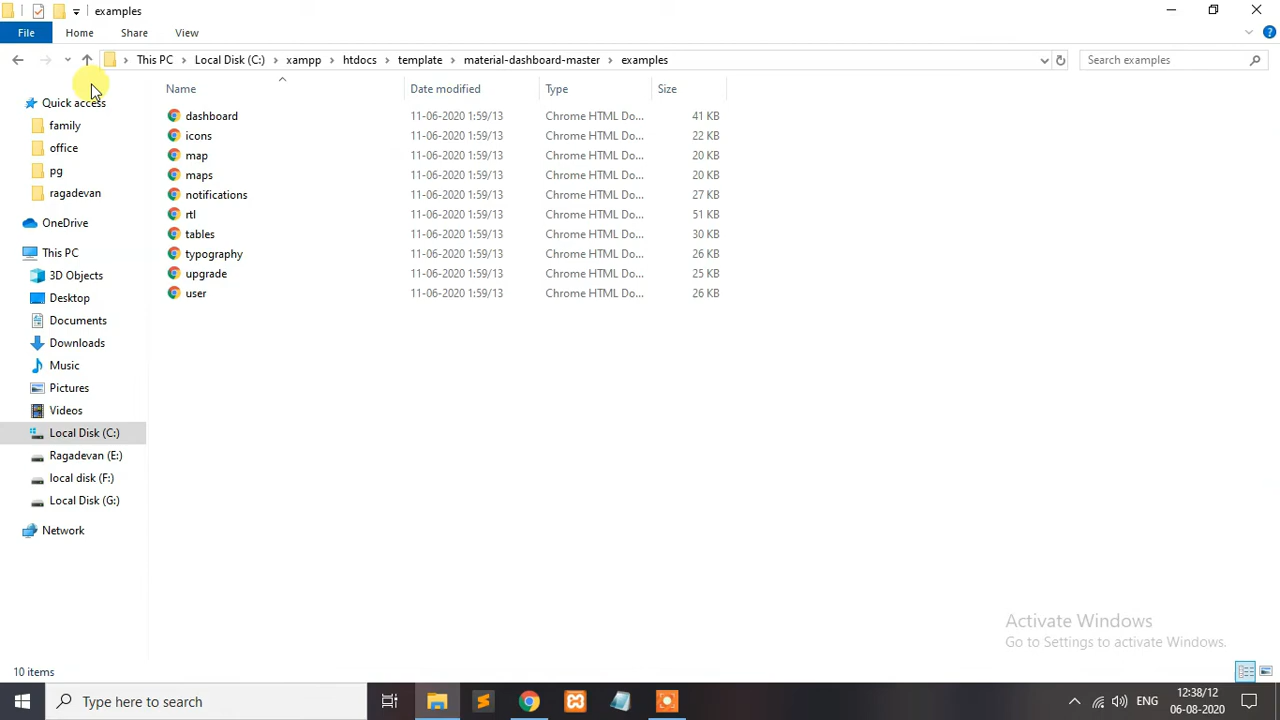 examples
File Home Share View
This PC Local Disk (C:) xampp htdocs template material-dashboard-master examples Search examples
Name Date modified Type Size
Quick access
family
office
pg
ragadevan
OneDrive
This PC
3D Objects
Desktop
Documents
Downloads
Music
Pictures
Videos
Local Disk (C:)
Ragadevan (E:)
local disk (F:)
Local Disk (G:)
Network
dashboard 11-06-2020 1:59/13 Chrome HTML Do... 41 KB
icons 11-06-2020 1:59/13 Chrome HTML Do... 22 KB
map 11-06-2020 1:59/13 Chrome HTML Do... 20 KB
maps 11-06-2020 1:59/13 Chrome HTML Do... 20 KB
notifications 11-06-2020 1:59/13 Chrome HTML Do... 27 KB
rtl 11-06-2020 1:59/13 Chrome HTML Do... 51 KB
tables 11-06-2020 1:59/13 Chrome HTML Do... 30 KB
typography 11-06-2020 1:59/13 Chrome HTML Do... 26 KB
upgrade 11-06-2020 1:59/13 Chrome HTML Do... 25 KB
user 11-06-2020 1:59/13 Chrome HTML Do... 26 KB
Activate Windows
Go to Settings to activate Windows.
10 items
Type here to search
ENG
12:38/12
06-08-2020